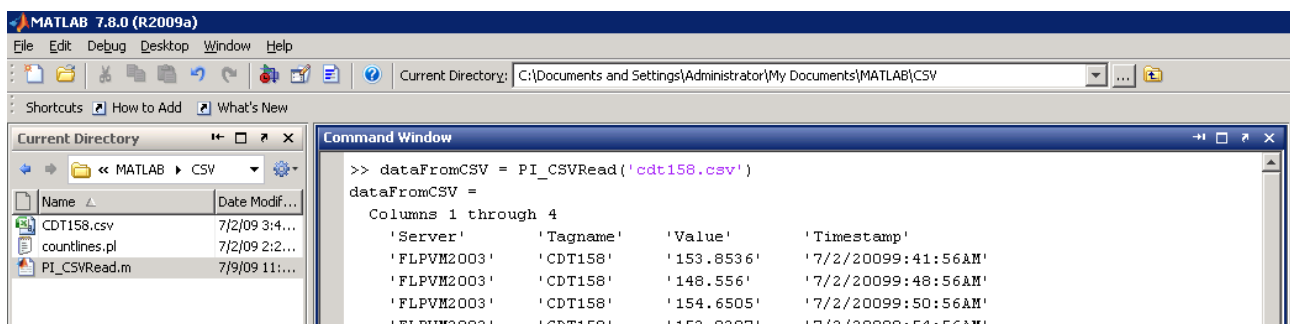 MATLAB 7.8.0 (R2009a)
File Edit Debug Desktop Window Help
Current Directory: C:\Documents and Settings\Administrator\My Documents\MATLAB\CSV
Shortcuts How to Add What's New
Current Directory
« MATLAB CSV
Name Date Modif...
CDT158.csv 7/2/09 3:4...
countlines.pl 7/2/09 2:2...
PI_CSVRead.m 7/9/09 11:...
Command Window
>> dataFromCSV = PI_CSVRead('cdt158.csv')
dataFromCSV =
Columns 1 through 4
'Server' 'Tagname' 'Value' 'Timestamp'
'FLPVM2003' 'CDT158' '153.8536' '7/2/20099:41:56AM'
'FLPVM2003' 'CDT158' '148.556' '7/2/20099:48:56AM'
'FLPVM2003' 'CDT158' '154.6505' '7/2/20099:50:56AM'